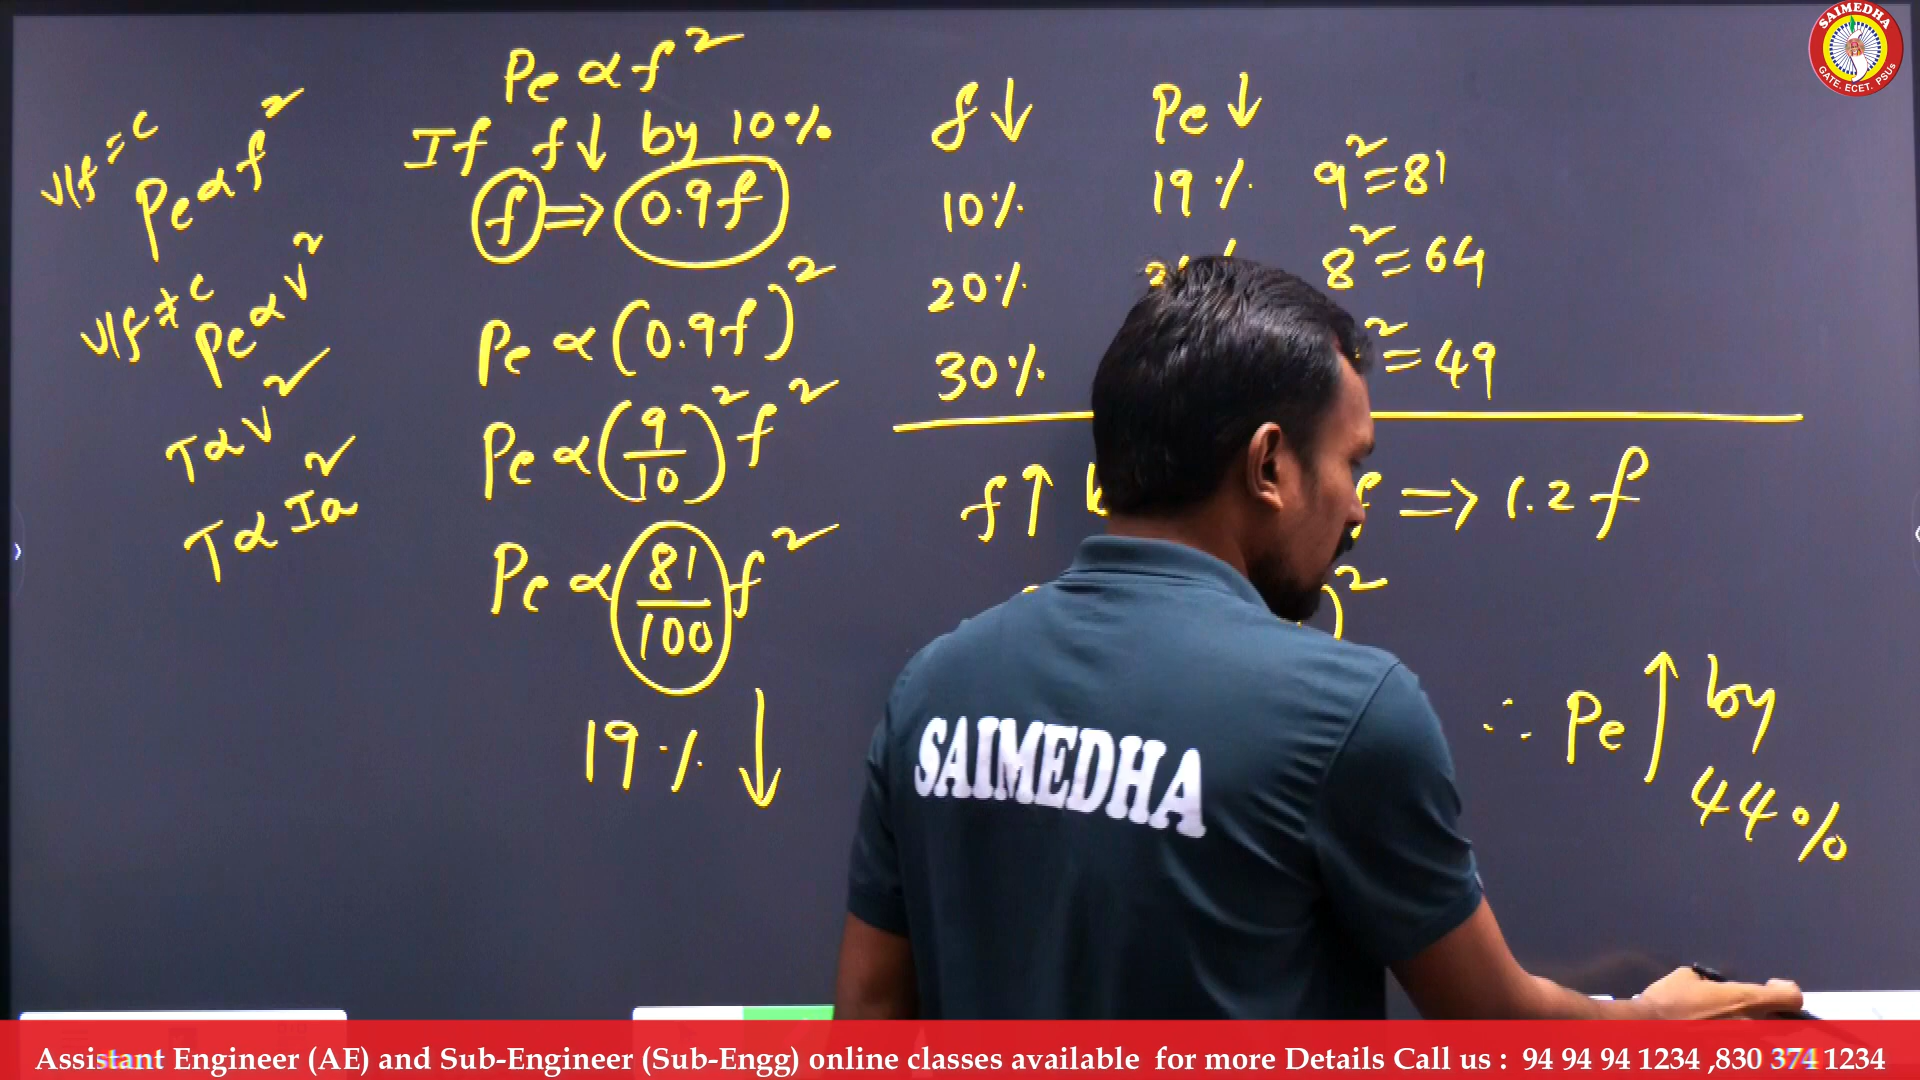 V/f = c
Pe ∝ f²
V/f ≠ c
Pe ∝ V²
T ∝ V²
T ∝ Ia²
Pe ∝ f²
If f↓ by 10%
f ⇒ 0.9f
Pe ∝ (0.9f)²
Pe ∝ (9/10)² f²
Pe ∝ 81/100 f²
19% ↓
f↓ Pe↓
10% 19% 9² = 81
20% 8² = 64
30% ² = 49
f↑ ⇒ 1.2f
)²
∴ Pe ↑ by
44%
SAIMEDHA
SAIMEDHA
GATE. ECET. PSUs
Assistant Engineer (AE) and Sub-Engineer (Sub-Engg) online classes available for more Details Call us : 94 94 94 1234 ,830 374 1234